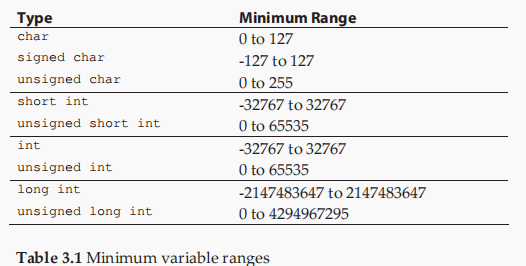 Type Minimum Range
char 0 to 127
signed char -127 to 127
unsigned char 0 to 255
short int -32767 to 32767
unsigned short int 0 to 65535
int -32767 to 32767
unsigned int 0 to 65535
long int -2147483647 to 2147483647
unsigned long int 0 to 4294967295
Table 3.1 Minimum variable ranges